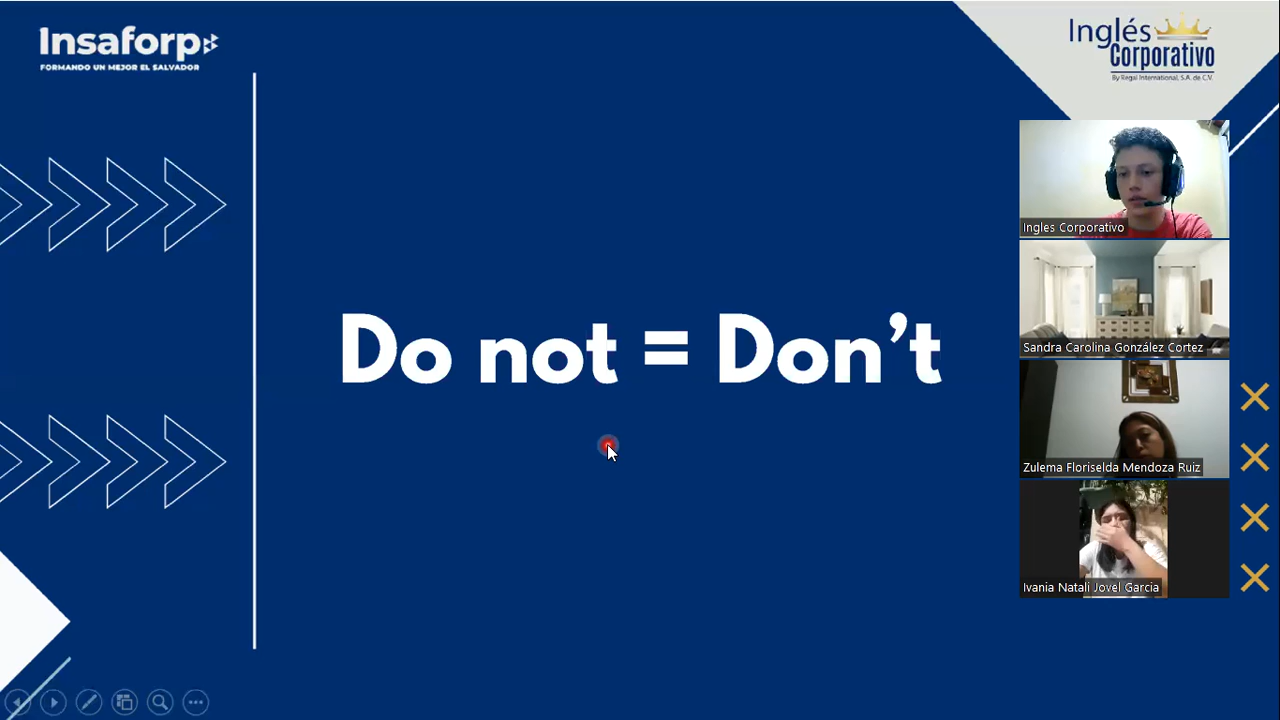 Insaforp
FORMANDO UN MEJOR EL SALVADOR
Inglés
Corporativo
By Regal International, S.A. de C.V.
Do not = Don’t
Ingles Corporativo
Sandra Carolina González Cortez
Zulema Floriselda Mendoza Ruiz
Ivania Natali Jovel Garcia